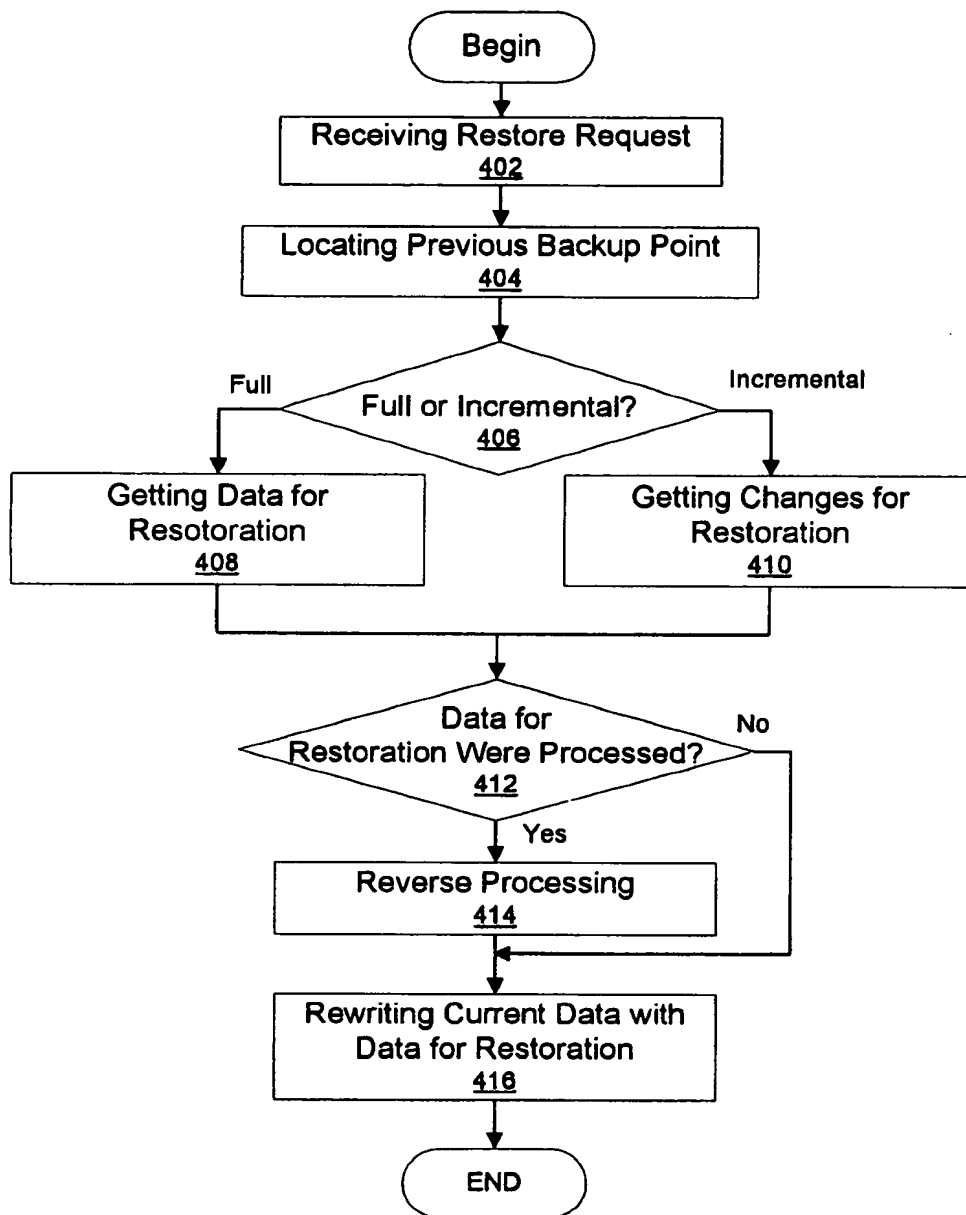 Begin
Receiving Restore Request
402
Locating Previous Backup Point
404
Full
Incremental
Full or Incremental?
406
Getting Data for
Resotoration
408
Getting Changes for
Restoration
410
Data for
Restoration Were Processed?
412
No
Yes
Reverse Processing
414
Rewriting Current Data with
Data for Restoration
416
END